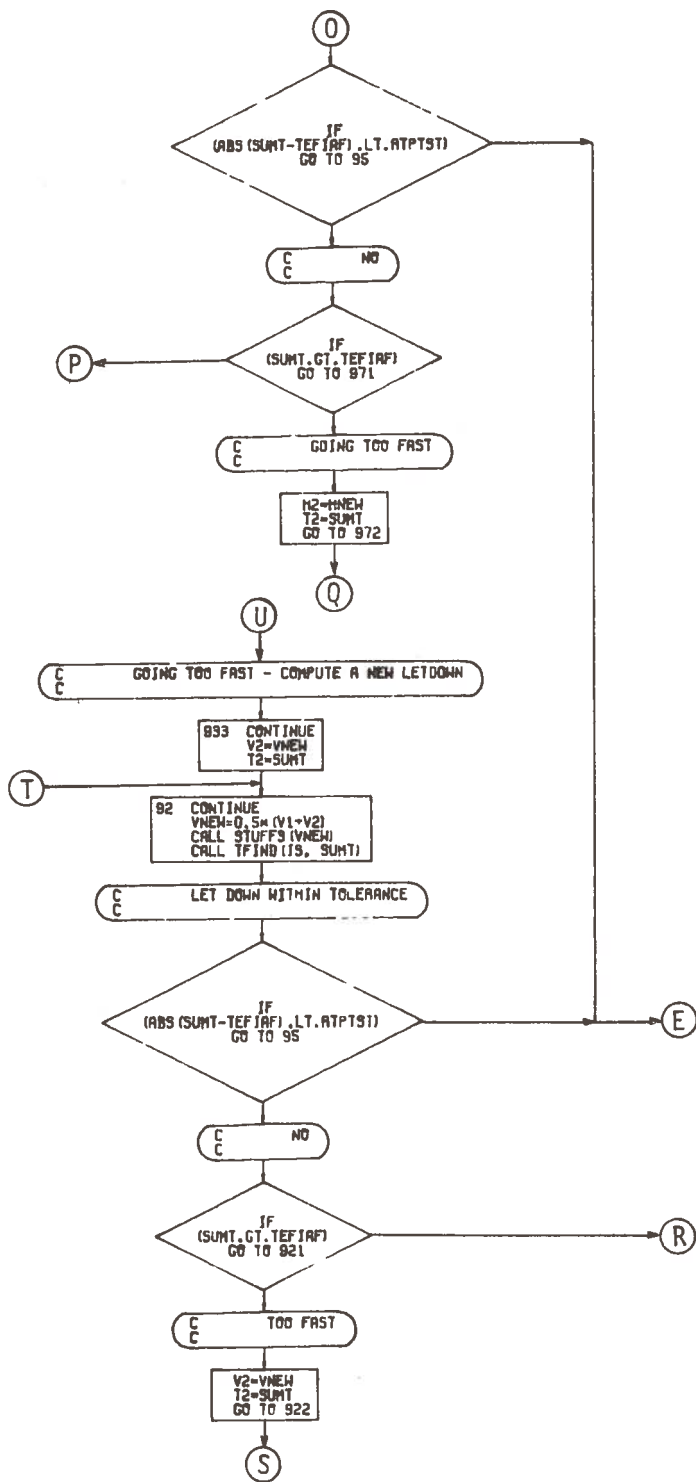 O
IF
(ABS(SUMT-TEFIAF).LT.ATPTST)
GO TO 95
C NO
C
IF
(SUMT.GT.TEFIAF)
GO TO 971
P
C GOING TOO FAST
C
M2=MNEW
T2=SUMT
GO TO 972
Q
U
C GOING TOO FAST - COMPUTE A NEW LETDOWN
C
933 CONTINUE
V2=VNEW
T2=SUMT
T
92 CONTINUE
VNEW=0.5*(V1+V2)
CALL STUFFS(VNEW)
CALL TFIND(IS, SUMT)
C LET DOWN WITHIN TOLERANCE
C
IF
(ABS(SUMT-TEFIAF).LT.ATPTST)
GO TO 95
E
C NO
C
IF
(SUMT.GT.TEFIAF)
GO TO 921
R
C TOO FAST
C
V2=VNEW
T2=SUMT
GO TO 922
S